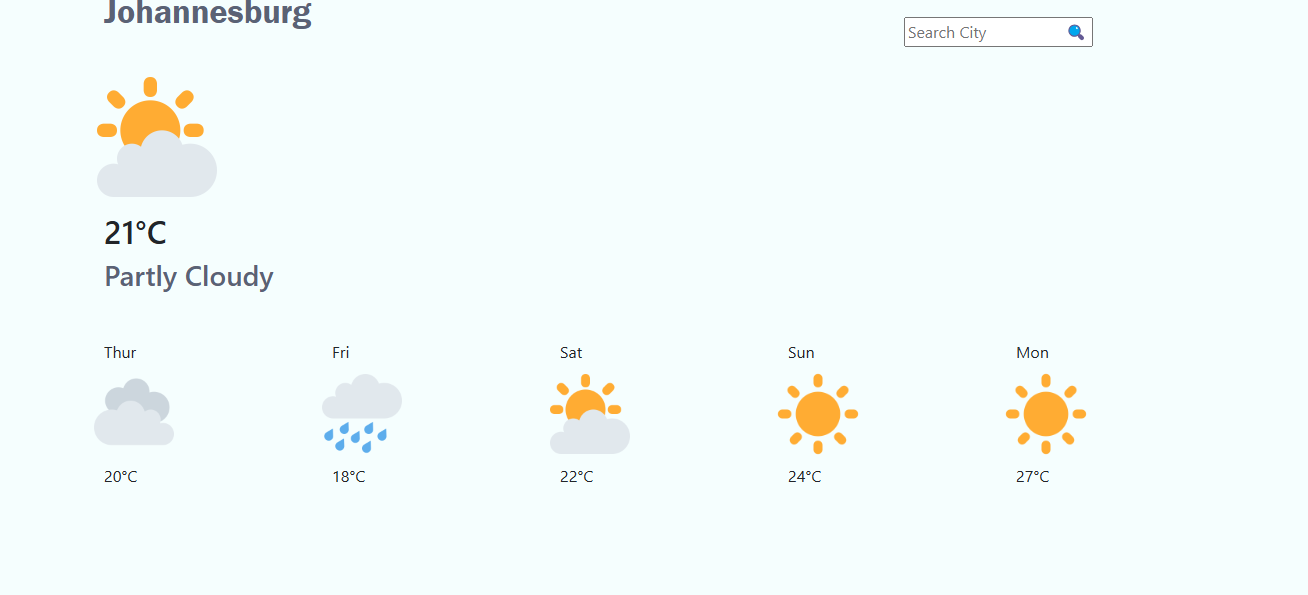 Johannesburg
Search City
21°C
Partly Cloudy
Thur Fri Sat Sun Mon
20°C 18°C 22°C 24°C 27°C